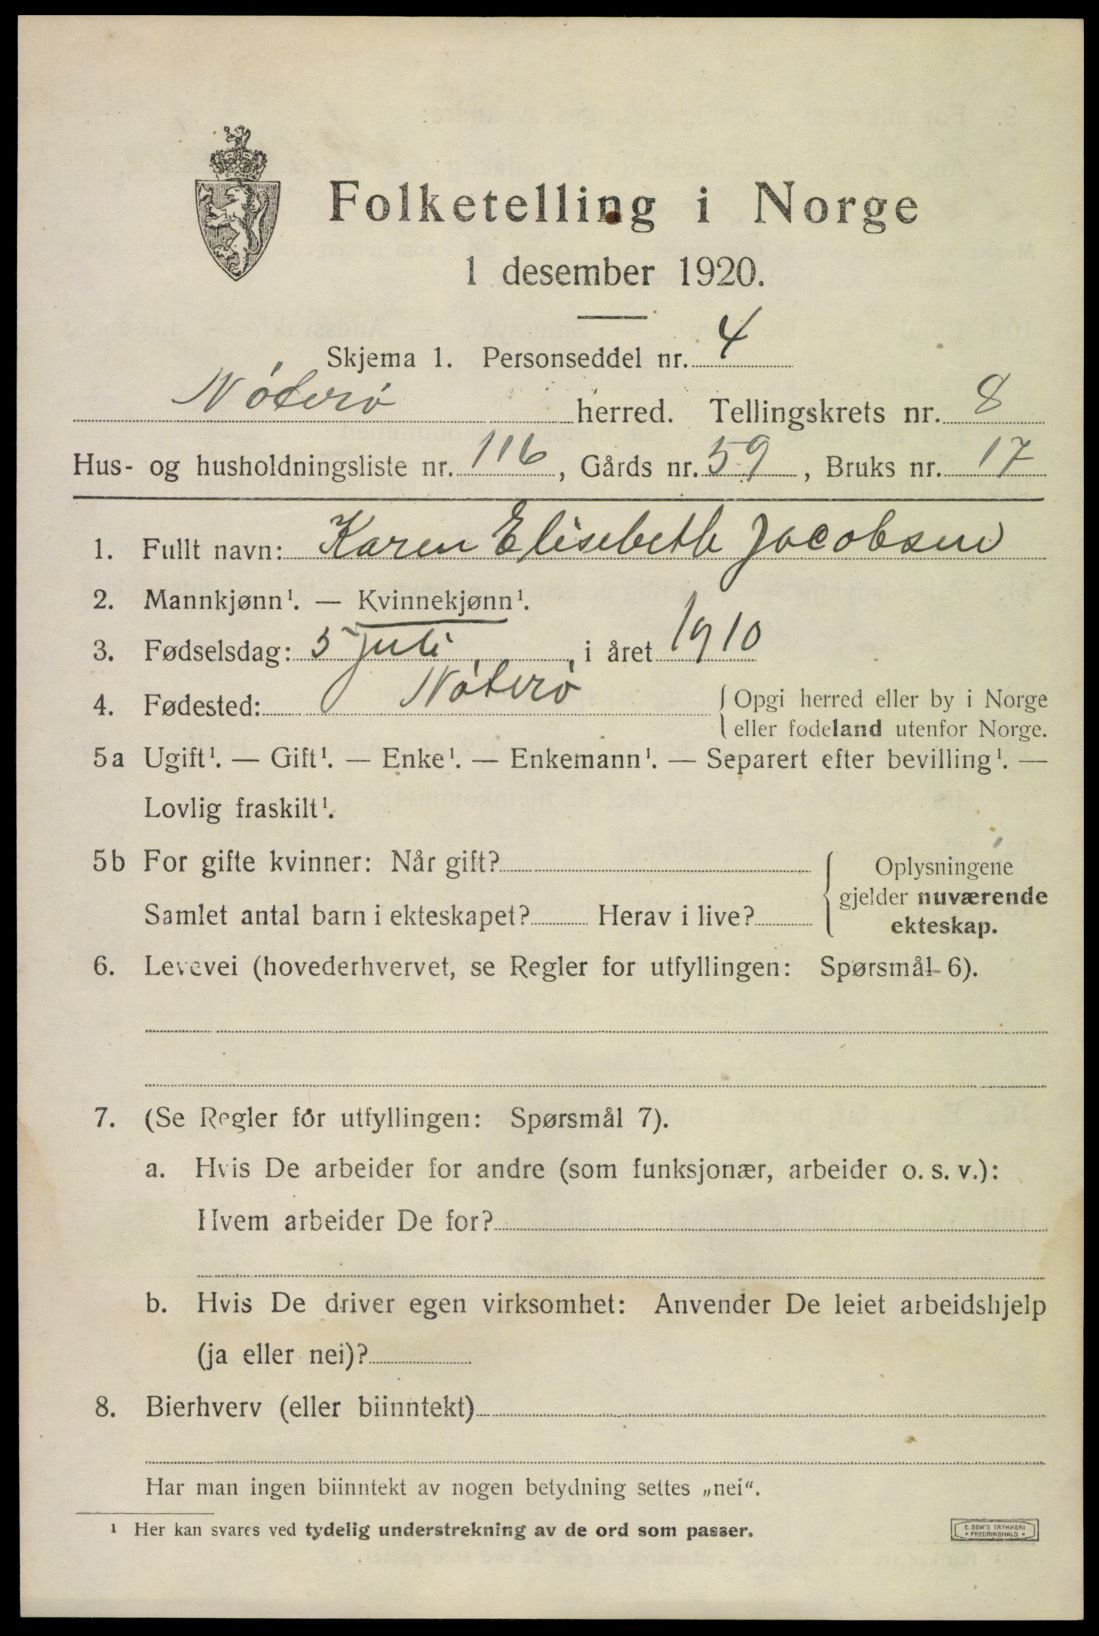 Folketelling i Norge
1 desember 1920.
Skjema 1. Personseddel nr. 4
Nøterø herred. Tellingskrets nr. 8
Hus- og husholdningsliste nr. 116, Gårds nr. 59, Bruks nr. 17
1. Fullt navn: Karen Elisebeth Jacobsen
2. Mannkjønn¹. — Kvinnekjønn¹.
3. Fødselsdag: 5 juli, i året 1910
4. Fødested: Nøterø { Opgi herred eller by i Norge
eller fødeland utenfor Norge.
5a Ugift¹. — Gift¹. — Enke¹. — Enkemann¹. — Separert efter bevilling¹. —
Lovlig fraskilt¹.
5b For gifte kvinner: Når gift?
Samlet antal barn i ekteskapet? Herav i live?
{ Oplysningene
gjelder nuværende
ekteskap.
6. Levevei (hovederhvervet, se Regler for utfyllingen: Spørsmål 6).
7. (Se Regler for utfyllingen: Spørsmål 7).
a. Hvis De arbeider for andre (som funksjonær, arbeider o. s. v.):
Hvem arbeider De for?
b. Hvis De driver egen virksomhet: Anvender De leiet arbeidshjelp
(ja eller nei)?
8. Bierhverv (eller biinntekt)
Har man ingen biinntekt av nogen betydning settes „nei“.
¹ Her kan svares ved tydelig understrekning av de ord som passer.
E. SEM'S TRYKKERI
FREDRIKSHALD